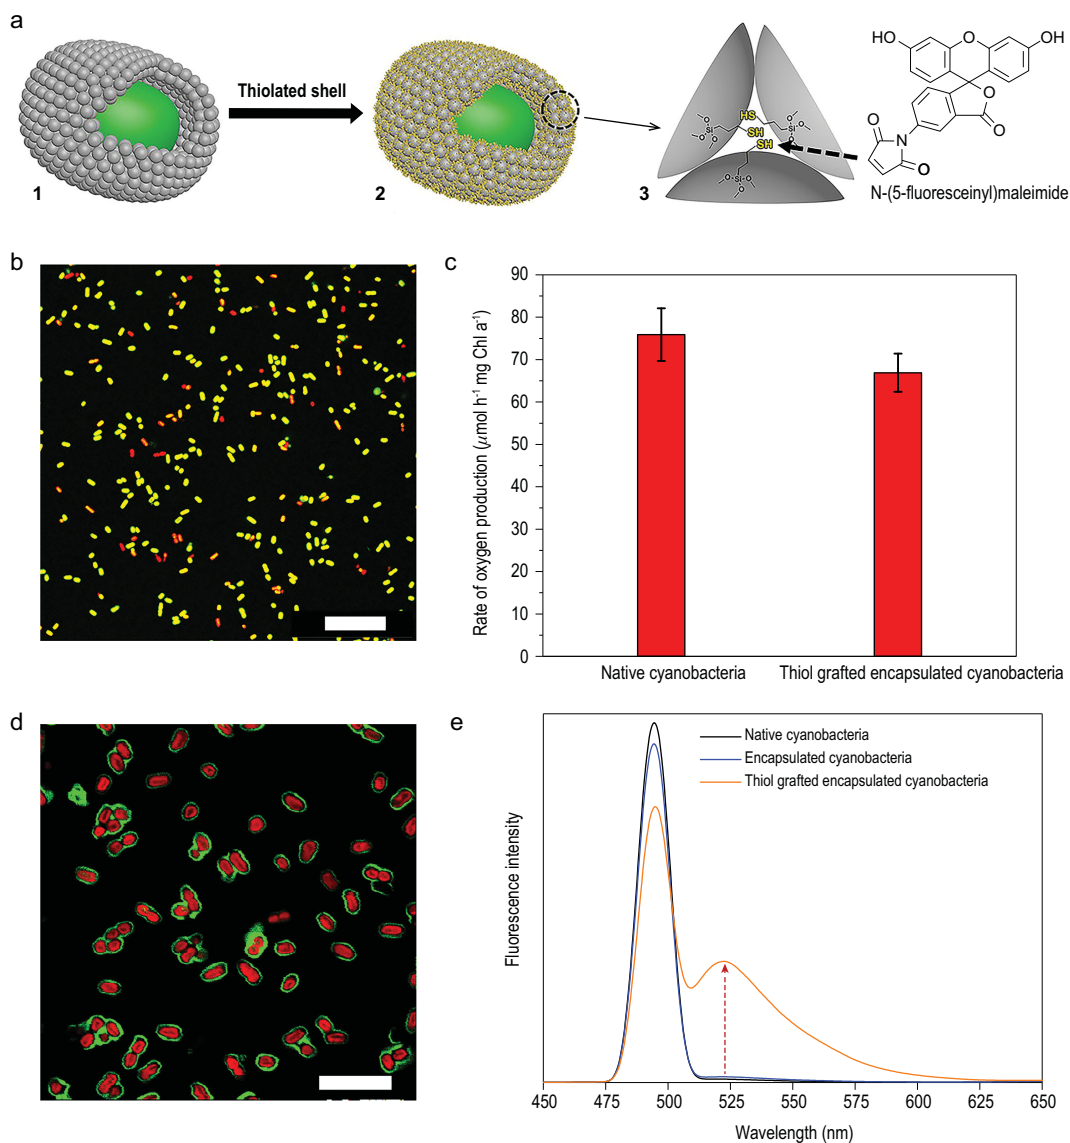 a
Thiolated shell
1
2
3
HS
SH
SH
Si
O
O
O
Si
O
O
O
Si
O
O
O
HO
O
OH
O
O
O
N
O
N-(5-fluoresceinyl)maleimide
b
c
Rate of oxygen production (μmol h⁻¹ mg Chl a⁻¹)
90
80
70
60
50
40
30
20
10
0
Native cyanobacteria
Thiol grafted encapsulated cyanobacteria
d
e
Fluorescence intensity
Native cyanobacteria
Encapsulated cyanobacteria
Thiol grafted encapsulated cyanobacteria
450
475
500
525
550
575
600
625
650
Wavelength (nm)